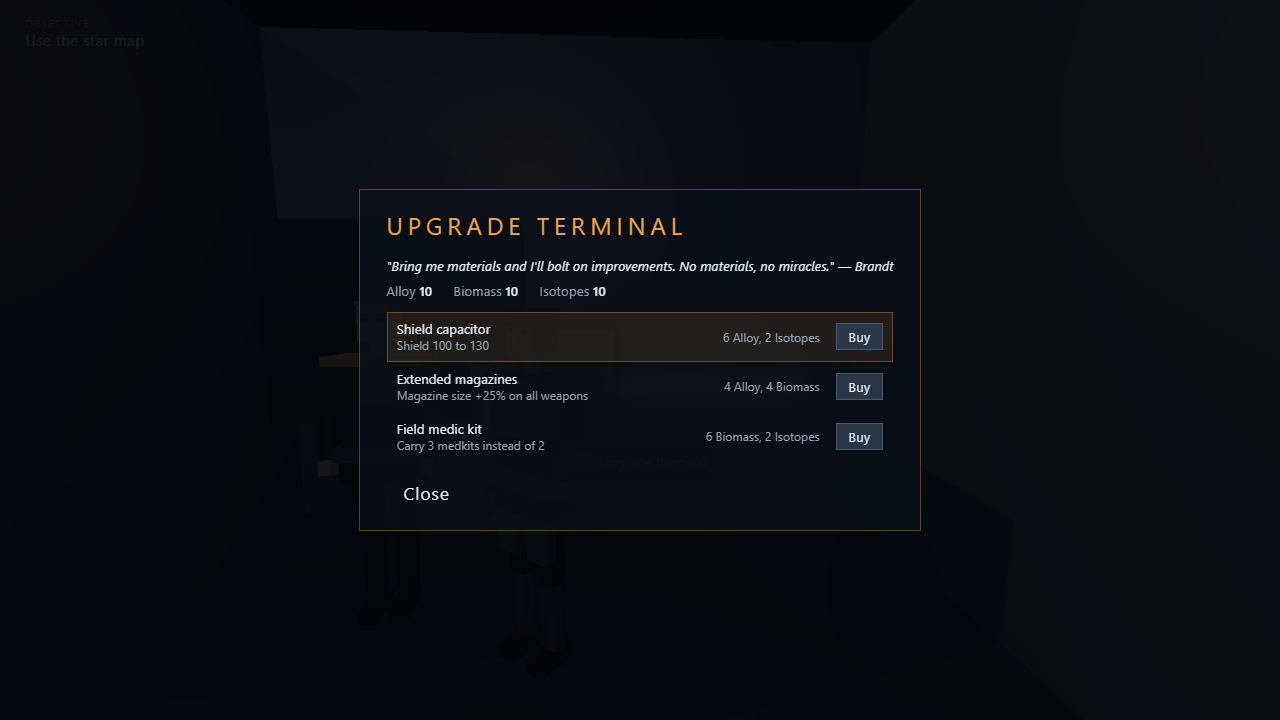 OBJECTIVE
Use the star map
UPGRADE TERMINAL
"Bring me materials and I'll bolt on improvements. No materials, no miracles." — Brandt
Alloy 10 Biomass 10 Isotopes 10
Shield capacitor
Shield 100 to 130
6 Alloy, 2 Isotopes
Buy
Extended magazines
Magazine size +25% on all weapons
4 Alloy, 4 Biomass
Buy
Field medic kit
Carry 3 medkits instead of 2
6 Biomass, 2 Isotopes
Buy
Upgrade terminal
Close